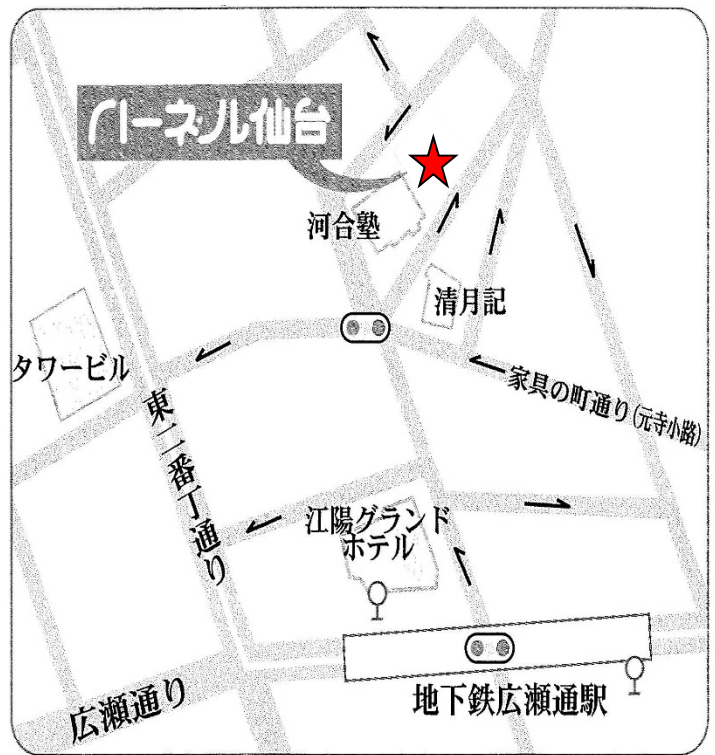 ハーネル仙台
河合塾
清月記
タワービル
家具の町通り(元寺小路)
東二番丁通り
江陽グランド
ホテル
広瀬通り
地下鉄広瀬通駅